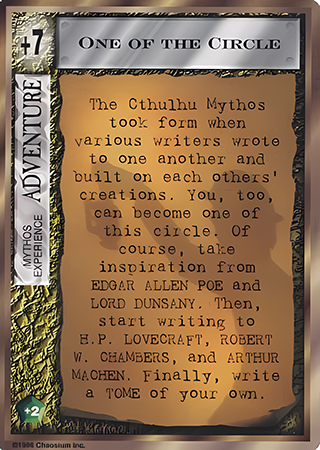 +7
ONE OF THE CIRCLE
MYTHOS
EXPERIENCE
ADVENTURE
The Cthulhu Mythos
took form when
various writers wrote
to one another and
built on each others'
creations. You, too,
can become one of
this circle. Of
course, take
inspiration from
EDGAR ALLEN POE and
LORD DUNSANY. Then,
start writing to
H.P. LOVECRAFT, ROBERT
W. CHAMBERS, and ARTHUR
MACHEN. Finally, write
a TOME of your own.
+2
©1996 Chaosium Inc.